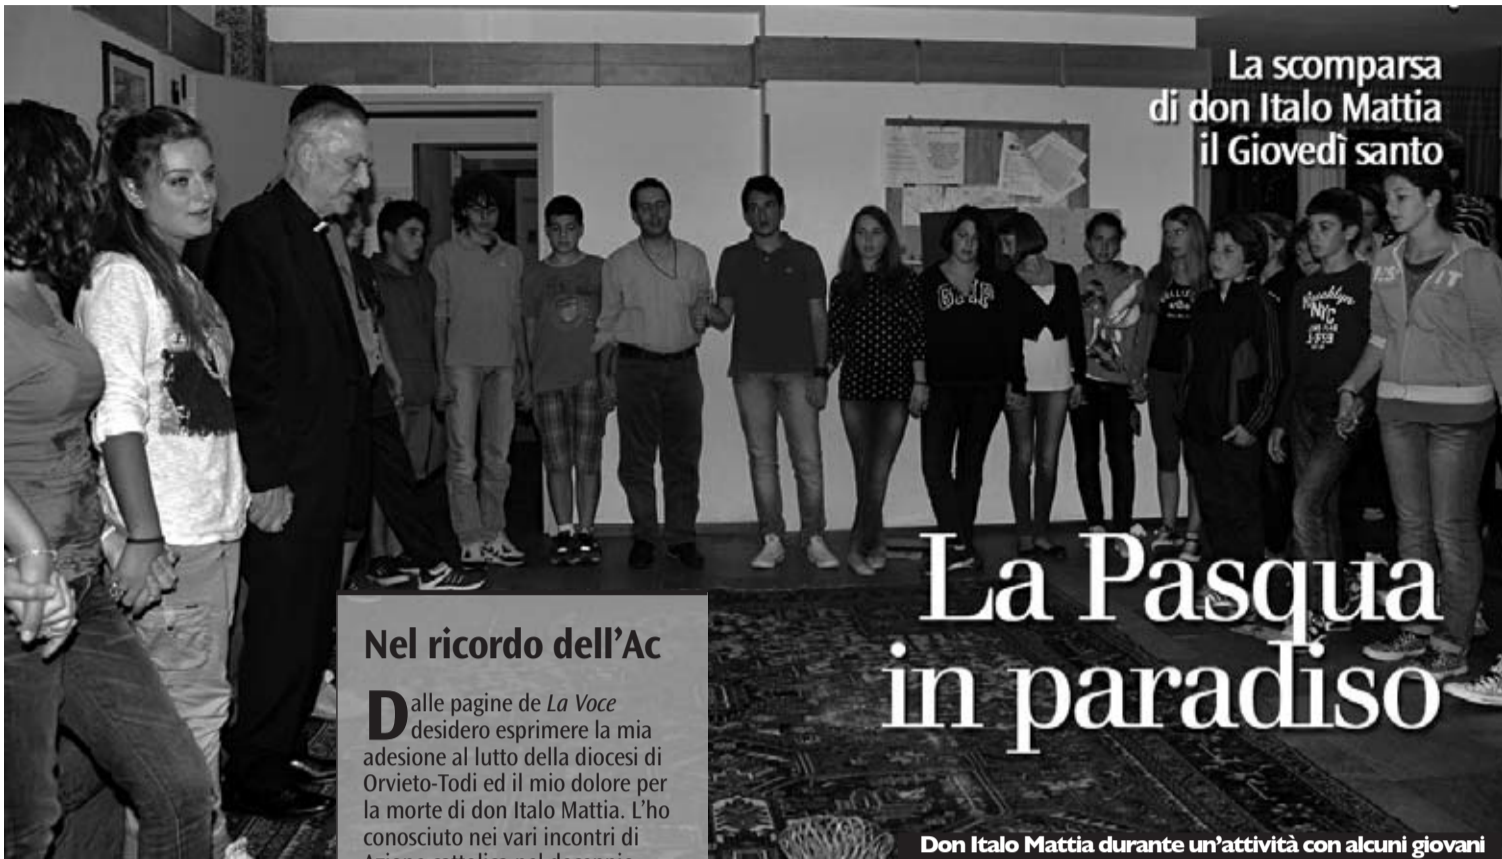 La scomparsa
di don Italo Mattia
il Giovedì santo
La Pasqua
in paradiso
Nel ricordo dell’Ac
Dalle pagine de La Voce
desidero esprimere la mia
adesione al lutto della diocesi di
Orvieto-Todi ed il mio dolore per
la morte di don Italo Mattia. L’ho
conosciuto nei vari incontri di
Don Italo Mattia durante un’attività con alcuni giovani
GAP
Brooklyn
NYC